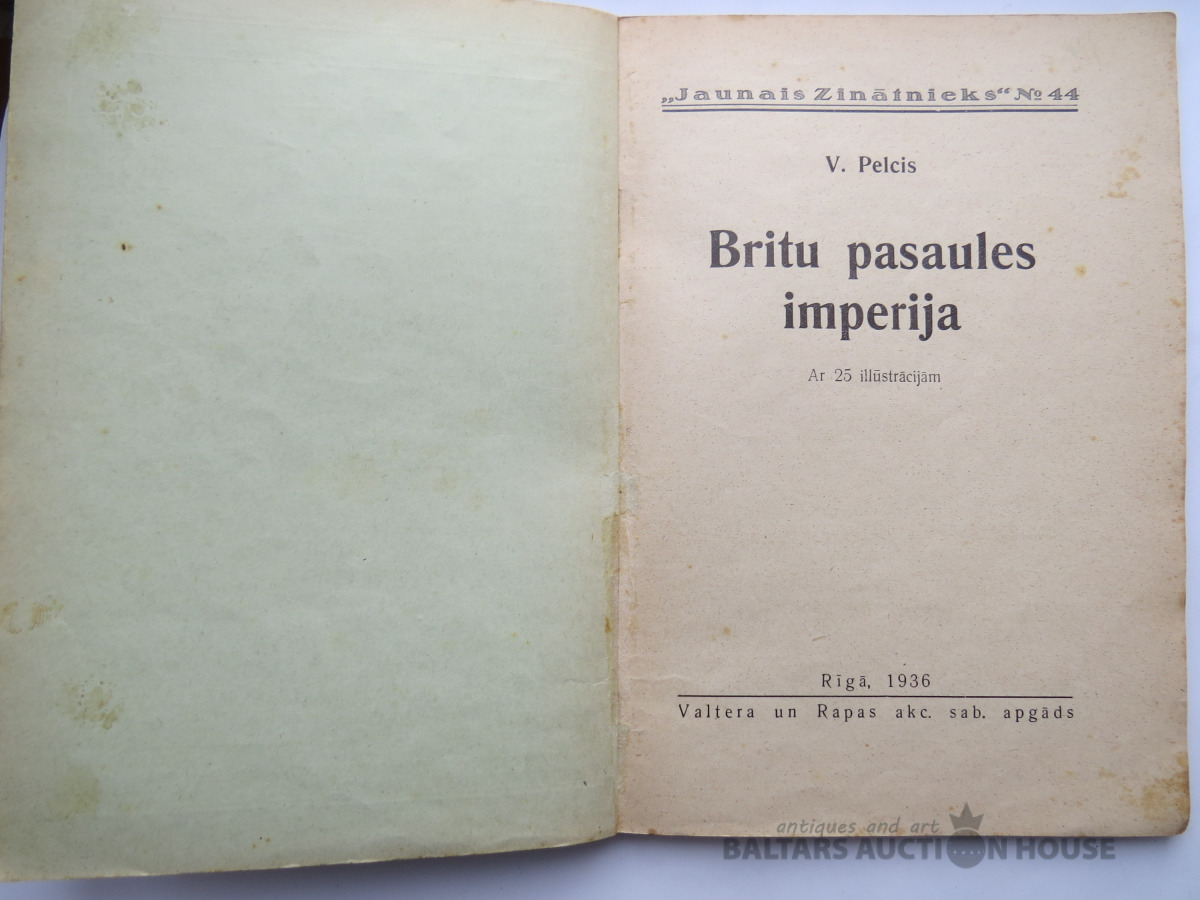 „Jaunais Zinātnieks“ № 44
V. Pelcis
Britu pasaules
imperija
Ar 25 illūstrācijām
Rīgā, 1936
Valtera un Rapas akc. sab. apgāds
antiques and art
BALTARS AUCTION HOUSE